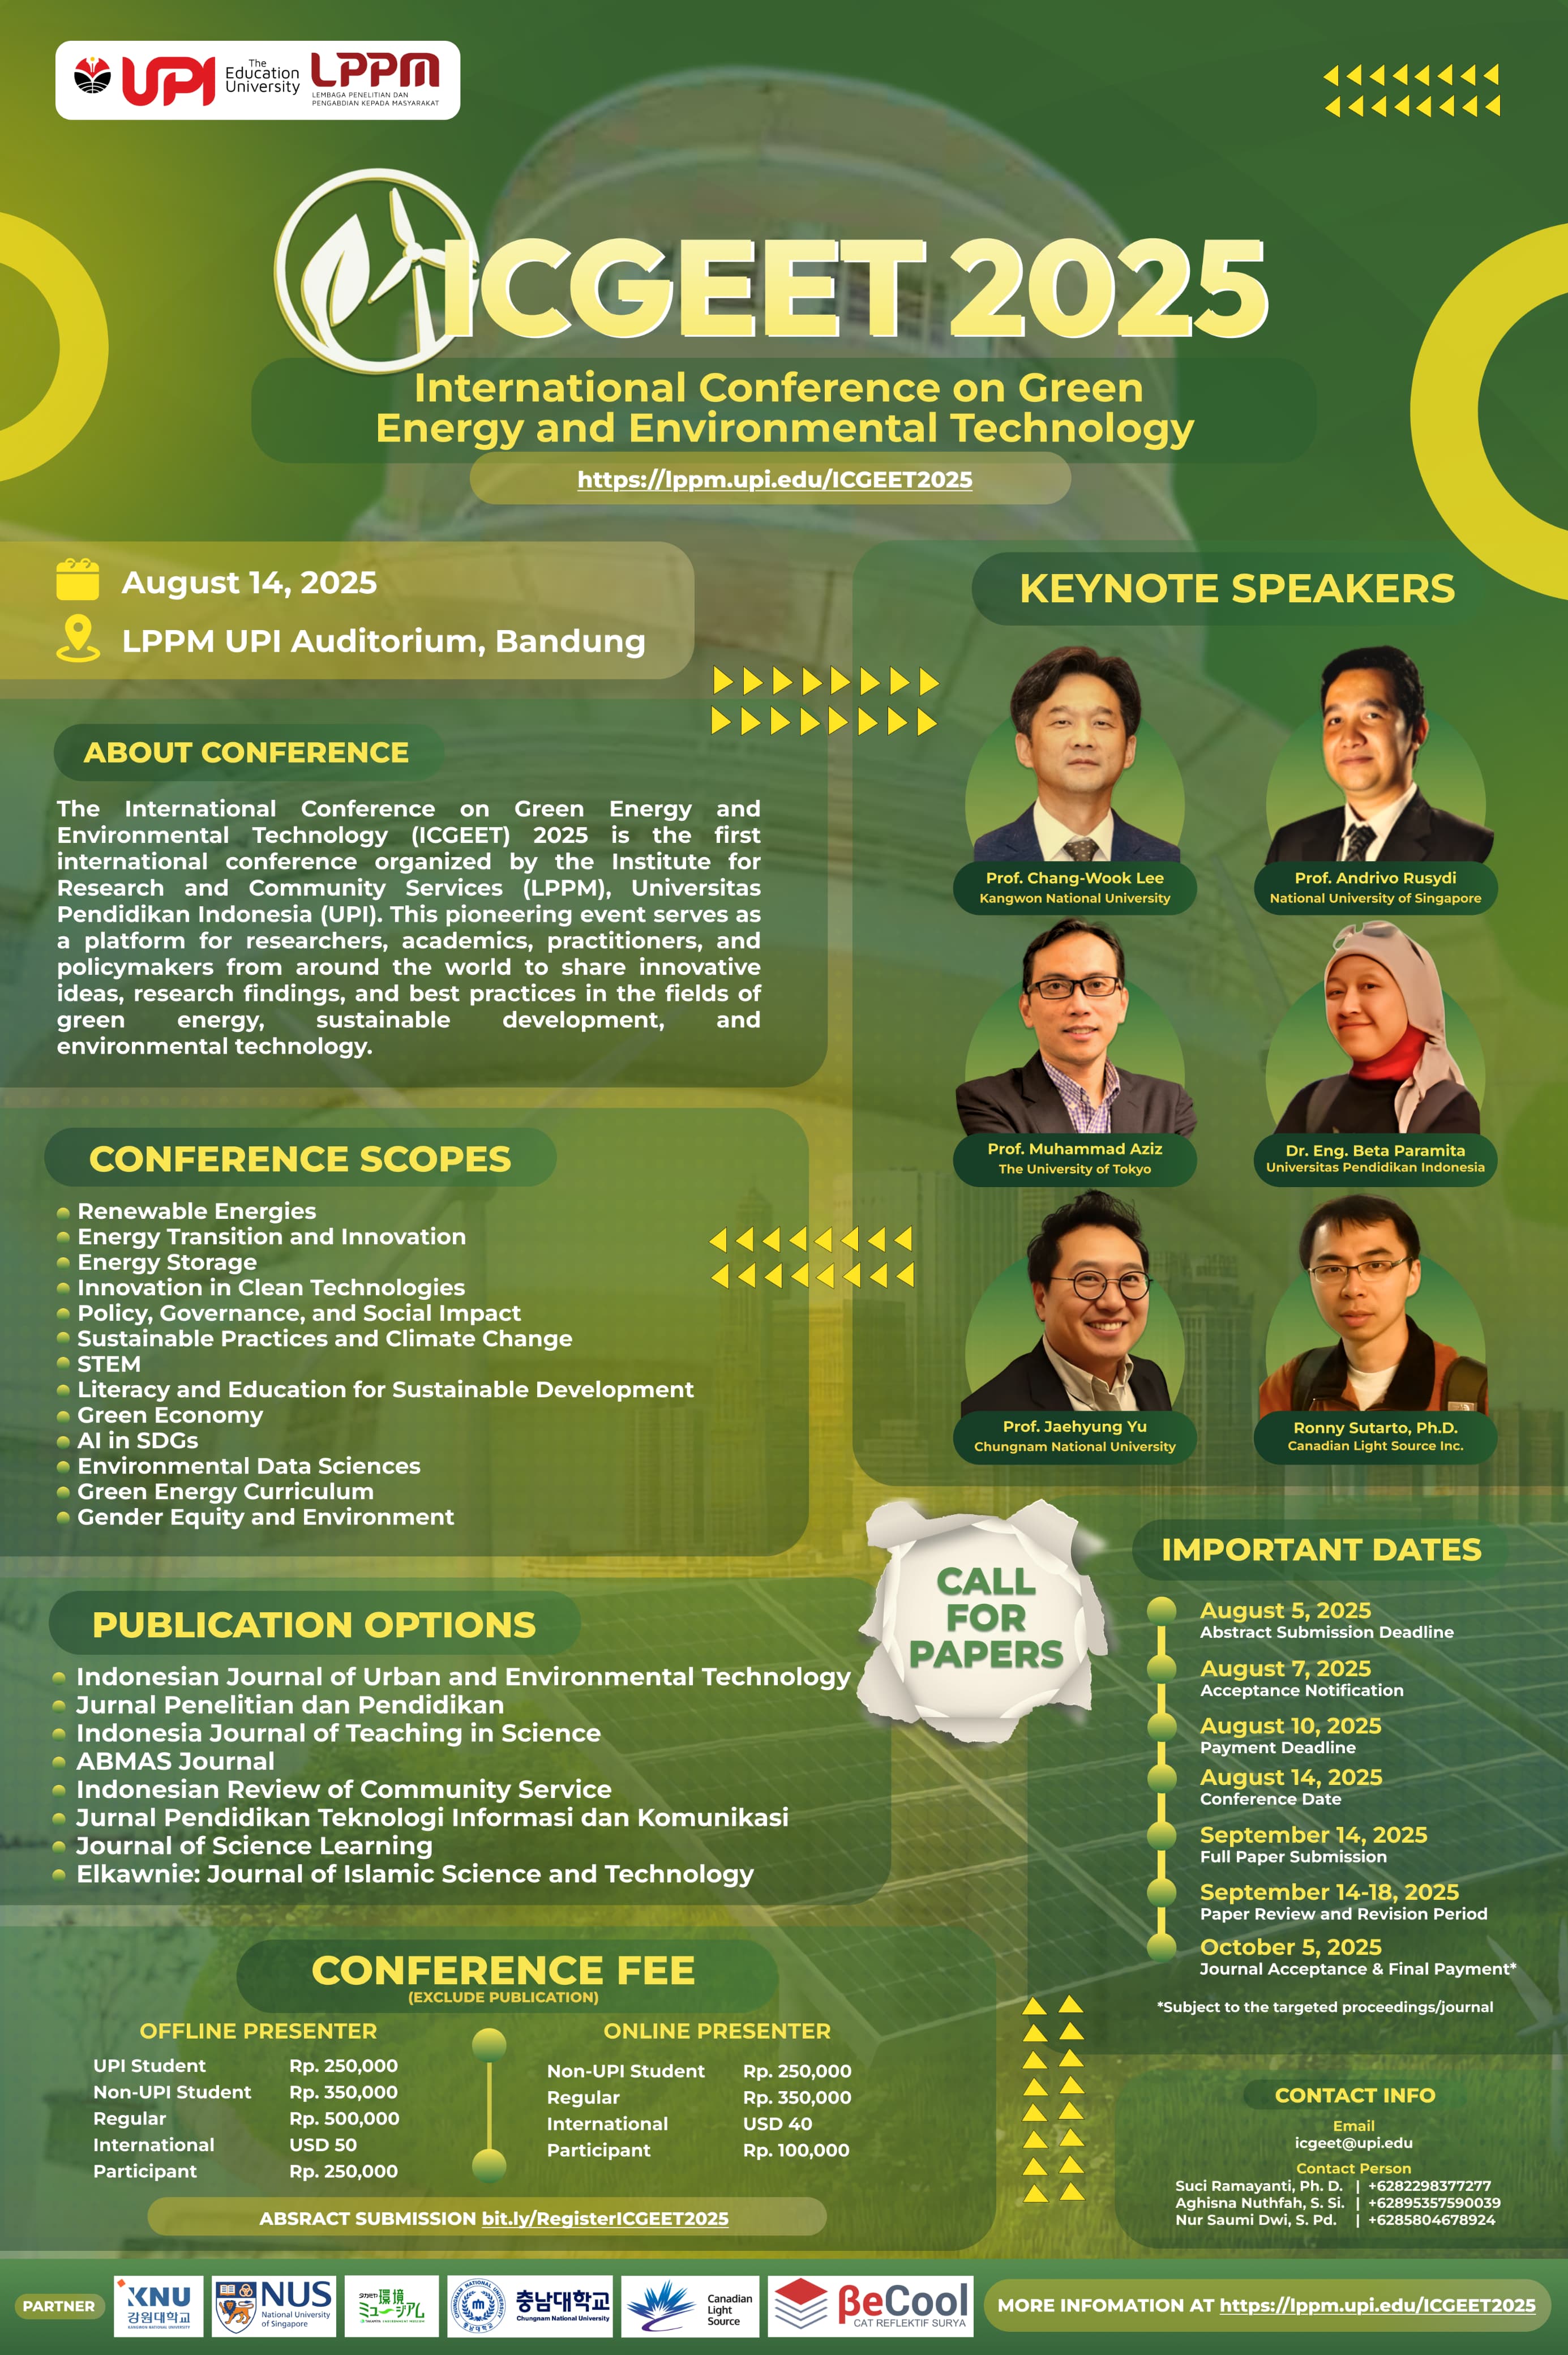 UPI
The
Education
University
LPPM
LEMBAGA PENELITIAN DAN
PENGABDIAN KEPADA MASYARAKAT
ICGEET 2025
International Conference on Green
Energy and Environmental Technology
https://lppm.upi.edu/ICGEET2025
August 14, 2025
LPPM UPI Auditorium, Bandung
ABOUT CONFERENCE
The International Conference on Green Energy and
Environmental Technology (ICGEET) 2025 is the first
international conference organized by the Institute for
Research and Community Services (LPPM), Universitas
Pendidikan Indonesia (UPI). This pioneering event serves as
a platform for researchers, academics, practitioners, and
policymakers from around the world to share innovative
ideas, research findings, and best practices in the fields of
green energy, sustainable development, and
environmental technology.
KEYNOTE SPEAKERS
Prof. Chang-Wook Lee
Kangwon National University
Prof. Andrivo Rusydi
National University of Singapore
Prof. Muhammad Aziz
The University of Tokyo
Dr. Eng. Beta Paramita
Universitas Pendidikan Indonesia
Prof. Jaehyung Yu
Chungnam National University
Ronny Sutarto, Ph.D.
Canadian Light Source Inc.
CONFERENCE SCOPES
Renewable Energies
Energy Transition and Innovation
Energy Storage
Innovation in Clean Technologies
Policy, Governance, and Social Impact
Sustainable Practices and Climate Change
STEM
Literacy and Education for Sustainable Development
Green Economy
AI in SDGs
Environmental Data Sciences
Green Energy Curriculum
Gender Equity and Environment
PUBLICATION OPTIONS
Indonesian Journal of Urban and Environmental Technology
Jurnal Penelitian dan Pendidikan
Indonesia Journal of Teaching in Science
ABMAS Journal
Indonesian Review of Community Service
Jurnal Pendidikan Teknologi Informasi dan Komunikasi
Journal of Science Learning
Elkawnie: Journal of Islamic Science and Technology
CALL
FOR
PAPERS
IMPORTANT DATES
August 5, 2025
Abstract Submission Deadline
August 7, 2025
Acceptance Notification
August 10, 2025
Payment Deadline
August 14, 2025
Conference Date
September 14, 2025
Full Paper Submission
September 14-18, 2025
Paper Review and Revision Period
October 5, 2025
Journal Acceptance & Final Payment*
*Subject to the targeted proceedings/journal
CONFERENCE FEE
(EXCLUDE PUBLICATION)
OFFLINE PRESENTER
UPI Student Rp. 250,000
Non-UPI Student Rp. 350,000
Regular Rp. 500,000
International USD 50
Participant Rp. 250,000
ONLINE PRESENTER
Non-UPI Student Rp. 250,000
Regular Rp. 350,000
International USD 40
Participant Rp. 100,000
ABSRACT SUBMISSION bit.ly/RegisterICGEET2025
CONTACT INFO
Email
icgeet@upi.edu
Contact Person
Suci Ramayanti, Ph. D. | +6282298377277
Aghisna Nuthfah, S. Si. | +62895357590039
Nur Saumi Dwi, S. Pd. | +6285804678924
PARTNER
KNU
강원대학교
KANGWON NATIONAL UNIVERSITY
NUS
National University
of Singapore
環境
ミュージアム
충남대학교
Chungnam National University
Canadian
Light
Source
βeCool
CAT REFLEKTIF SURYA
MORE INFOMATION AT https://lppm.upi.edu/ICGEET2025